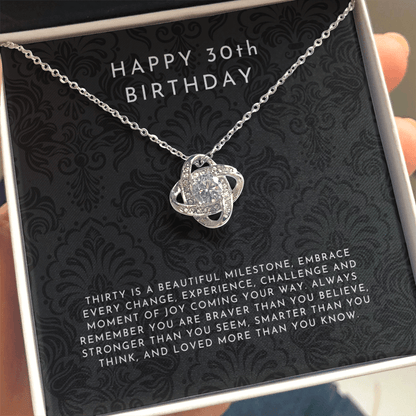 HAPPY 30th
BIRTHDAY
THIRTY IS A BEAUTIFUL MILESTONE, EMBRACE
EVERY CHANGE, EXPERIENCE, CHALLENGE AND
MOMENT OF JOY COMING YOUR WAY. ALWAYS
REMEMBER YOU ARE BRAVER THAN YOU BELIEVE,
STRONGER THAN YOU SEEM, SMARTER THAN YOU
THINK, AND LOVED MORE THAN YOU KNOW.